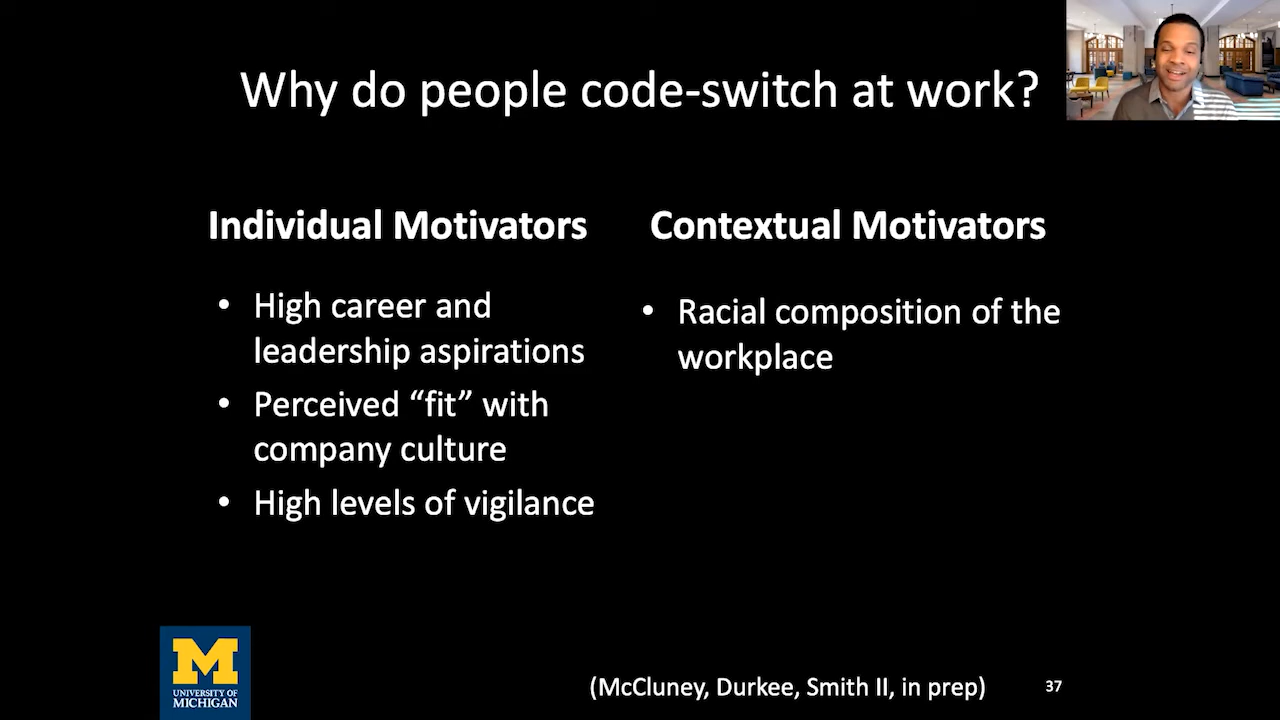 Why do people code-switch at work?
Individual Motivators
• High career and
leadership aspirations
• Perceived “fit” with
company culture
• High levels of vigilance
Contextual Motivators
• Racial composition of the
workplace
M
UNIVERSITY OF
MICHIGAN
(McCluney, Durkee, Smith II, in prep)
37